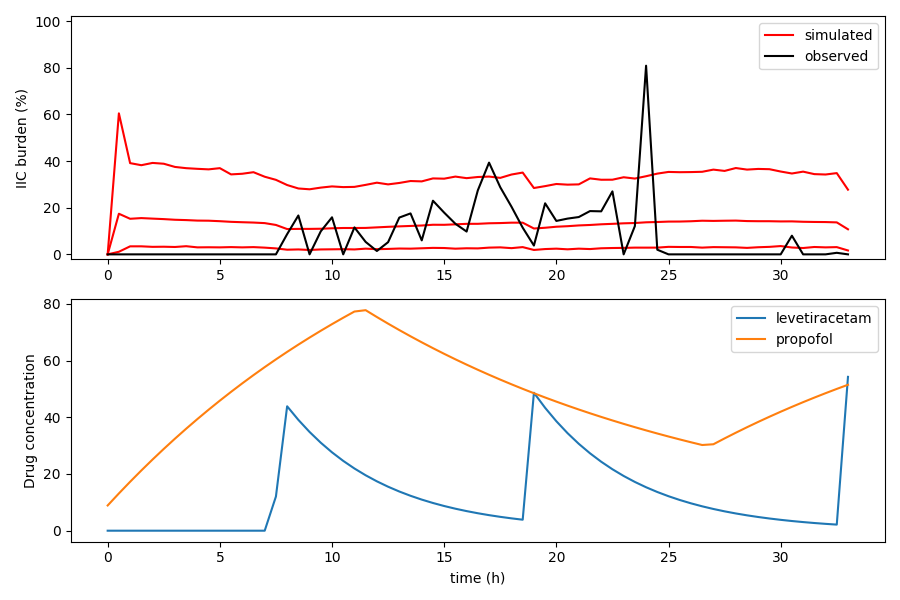 100
80
60
40
20
0
IIC burden (%)
simulated
observed
0 5 10 15 20 25 30
80
60
40
20
0
Drug concentration
levetiracetam
propofol
0 5 10 15 20 25 30
time (h)